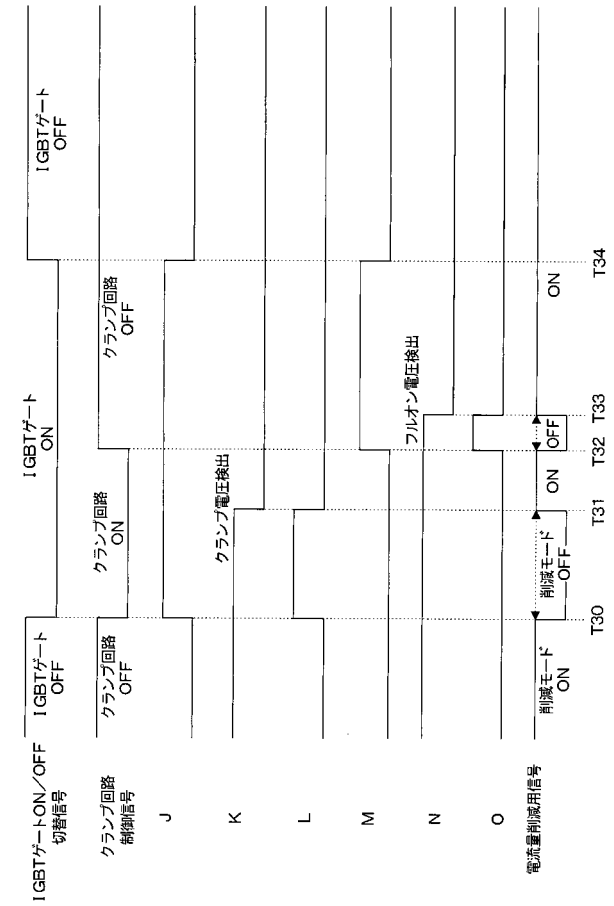 IGBTゲートON/OFF
切替信号
IGBTゲート
OFF
IGBTゲート
ON
IGBTゲート
OFF
クランプ回路
制御信号
クランプ回路
OFF
クランプ回路
ON
クランプ回路
OFF
J
K
クランプ電圧検出
L
M
N
フルオン電圧検出
O
電流量削減用信号
削減モード
ON
削減モード
OFF
ON
OFF
ON
T30
T31
T32
T33
T34